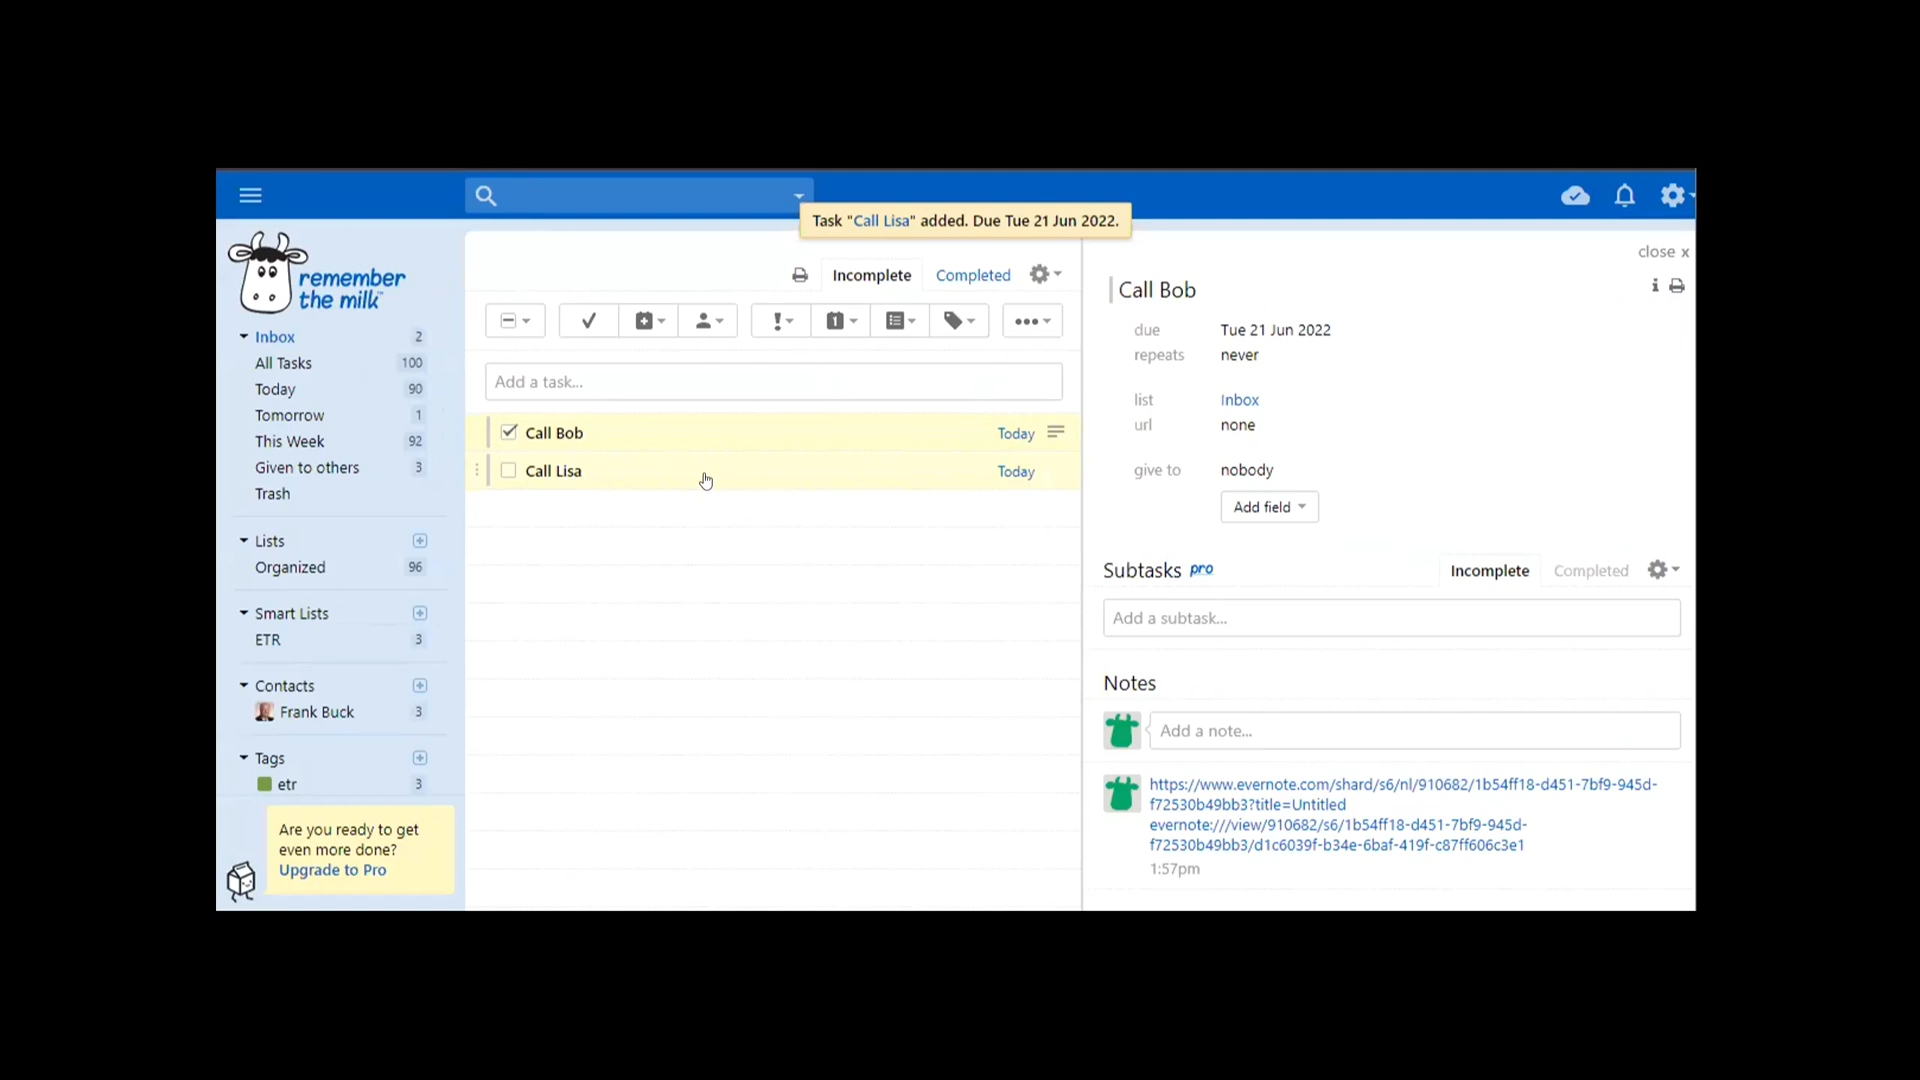 Task "Call Lisa" added. Due Tue 21 Jun 2022.
remember
the milk™
Inbox 2
All Tasks 100
Today 90
Tomorrow 1
This Week 92
Given to others 3
Trash
Lists
Organized 96
Smart Lists
ETR 3
Contacts
Frank Buck 3
Tags
etr 3
Are you ready to get
even more done?
Upgrade to Pro
Incomplete Completed
1
Add a task...
Call Bob Today
Call Lisa Today
close x
Call Bob
due Tue 21 Jun 2022
repeats never
list Inbox
url none
give to nobody
Add field
Subtasks pro Incomplete Completed
Add a subtask...
Notes
Add a note...
https://www.evernote.com/shard/s6/nl/910682/1b54ff18-d451-7bf9-945d-
f72530b49bb3?title=Untitled
evernote:///view/910682/s6/1b54ff18-d451-7bf9-945d-
f72530b49bb3/d1c6039f-b34e-6baf-419f-c87ff606c3e1
1:57pm